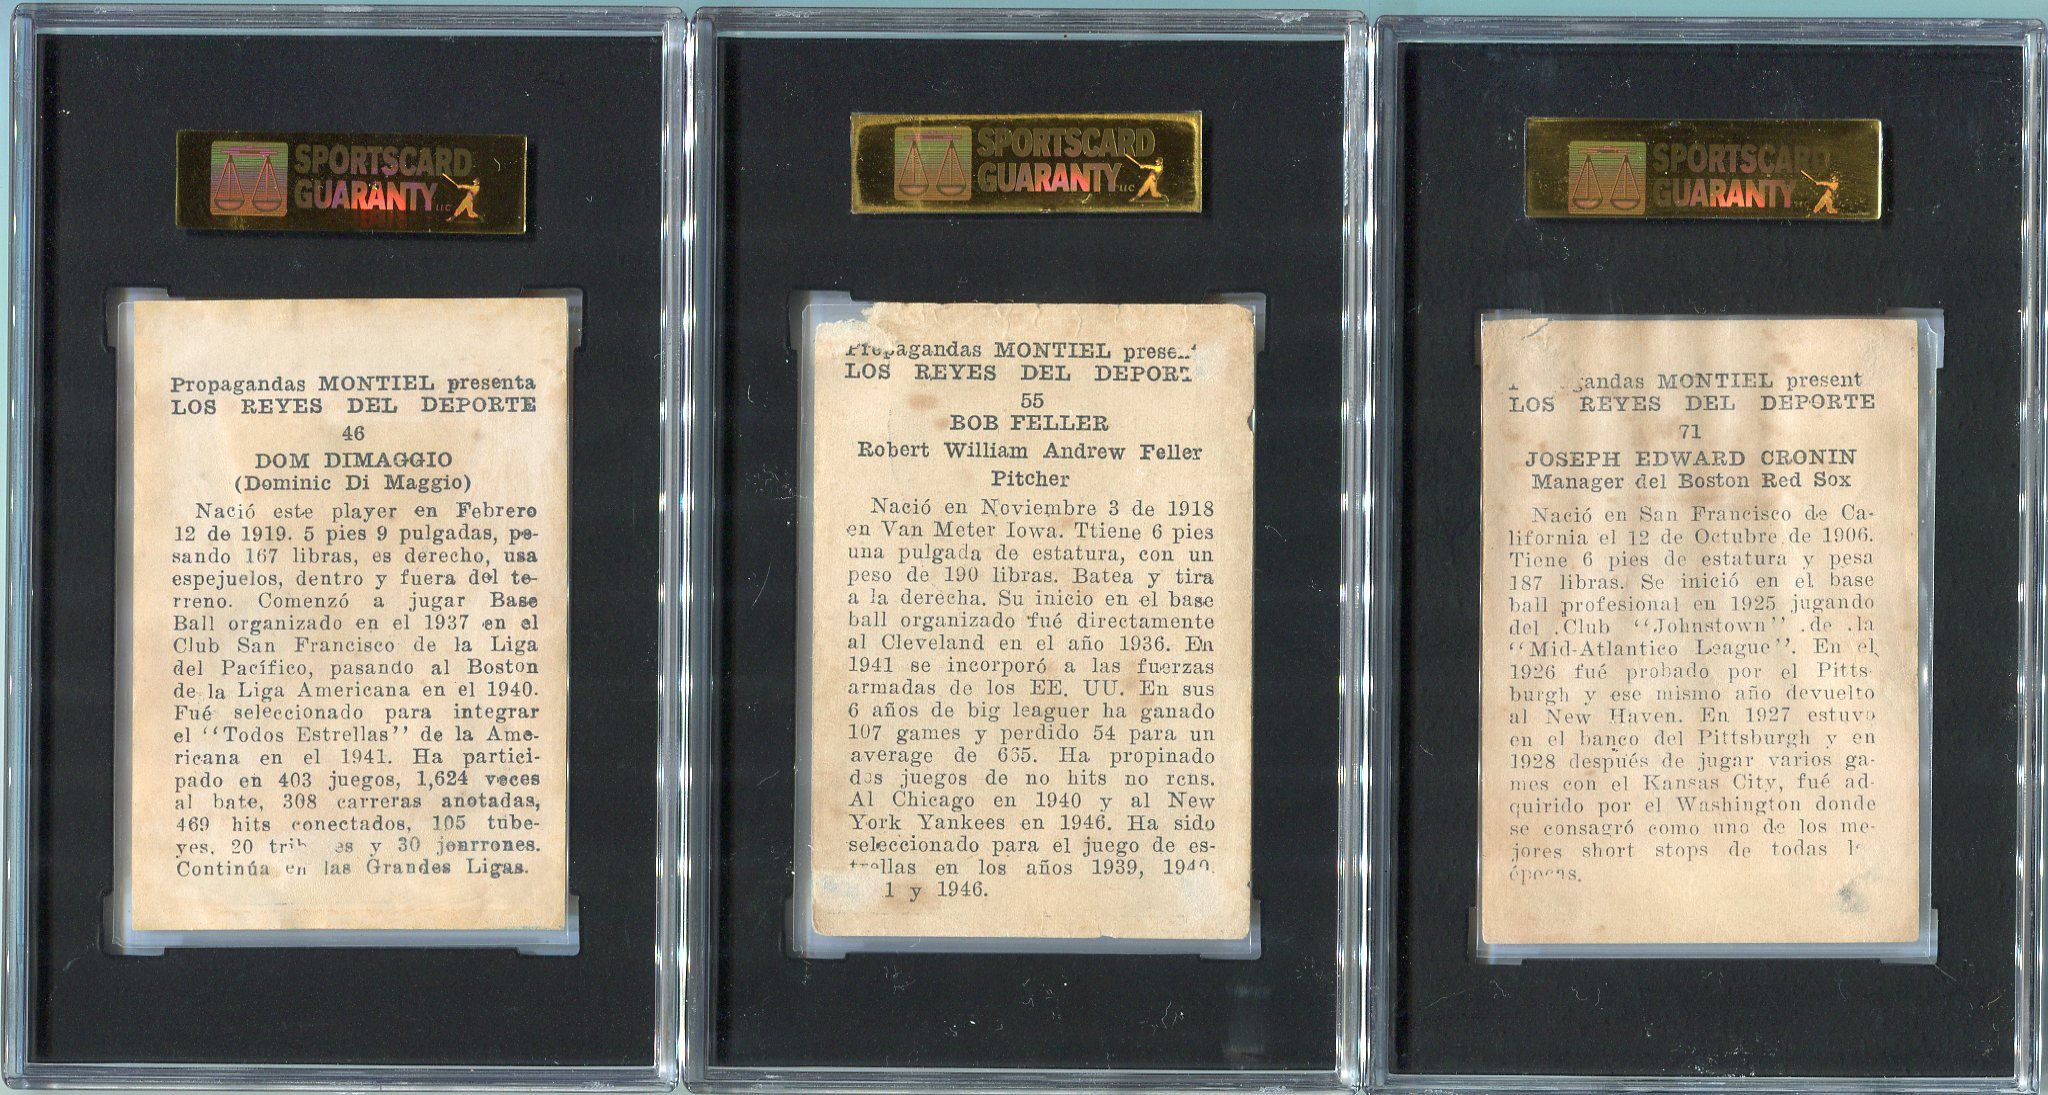 SPORTSCARD
GUARANTY LLC
Propagandas MONTIEL presenta
LOS REYES DEL DEPORTE
46
DOM DIMAGGIO
(Dominic Di Maggio)
Nació este player en Febrero
12 de 1919. 5 pies 9 pulgadas, pe-
sando 167 libras, es derecho, usa
espejuelos, dentro y fuera del te-
rreno. Comenzó a jugar Base
Ball organizado en el 1937 en el
Club San Francisco de la Liga
del Pacífico, pasando al Boston
de la Liga Americana en el 1940.
Fué seleccionado para integrar
el "Todos Estrellas" de la Ame-
ricana en el 1941. Ha partici-
pado en 403 juegos, 1,624 veces
al bate, 308 carreras anotadas,
469 hits conectados, 105 tube-
yes, 20 y 30 jonrrones.
Continúa en las Grandes Ligas.
SPORTSCARD
GUARANTY LLC
Propagandas MONTIEL
LOS REYES DEL
55
BOB FELLER
Robert William Andrew Feller
Pitcher
Nació en Noviembre 3 de 1918
en Van Meter Iowa. Ttiene 6 pies
una pulgada de estatura, con un
peso de 190 libras. Batea y tira
a la derecha. Su inicio en el base
ball organizado fué directamente
al Cleveland en el año 1936. En
1941 se incorporó a las fuerzas
armadas de los EE. UU. En sus
6 años de big leaguer ha ganado
107 games y perdido 54 para un
average de 665. Ha propinado
dos juegos de no hits no rcns.
Al Chicago en 1940 y al New
York Yankees en 1946. Ha sido
seleccionado para el juego de es-
trellas en los años 1939, 1940,
1 y 1946.
SPORTSCARD
GUARANTY LLC
gandas MONTIEL present
LOS REYES DEL DEPORTE
71
JOSEPH EDWARD CRONIN
Manager del Boston Red Sox
Nació en San Francisco de Ca-
lifornia el 12 de Octubre de 1906.
Tiene 6 pies de estatura y pesa
187 libras. Se inició en el base
ball profesional en 1925 jugando
del Club "Johnstown" de la
"Mid-Atlantico League". En el
1926 fué probado por el Pitts-
burgh y ese mismo año devuelto
al New Haven. En 1927 estuvo
en el banco del Pittsburgh y en
1928 después de jugar varios ga-
mes con el Kansas City, fué ad-
quirido por el Washington donde
se consagró como uno de los me-
jores short stops de todas
épocas.